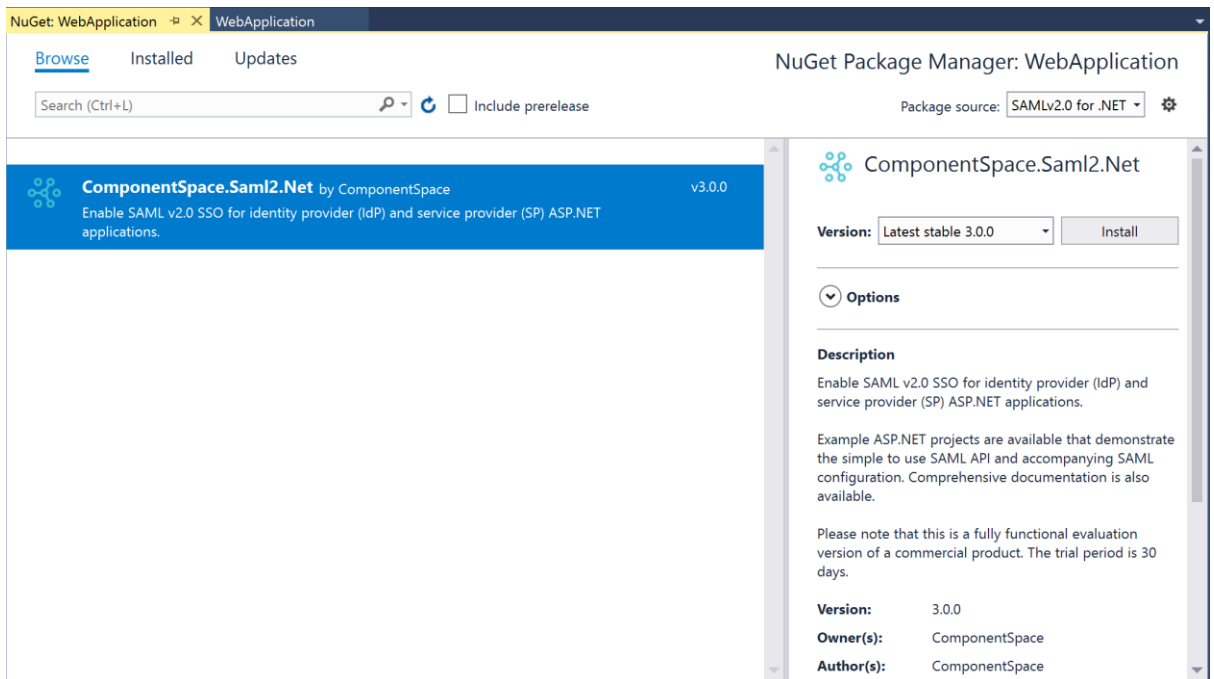 NuGet: WebApplication
WebApplication
Browse Installed Updates
NuGet Package Manager: WebApplication
Search (Ctrl+L)
Include prerelease
Package source: SAMLv2.0 for .NET
ComponentSpace.Saml2.Net by ComponentSpace v3.0.0
Enable SAML v2.0 SSO for identity provider (IdP) and service provider (SP) ASP.NET
applications.
ComponentSpace.Saml2.Net
Version: Latest stable 3.0.0 Install
Options
Description
Enable SAML v2.0 SSO for identity provider (IdP) and
service provider (SP) ASP.NET applications.
Example ASP.NET projects are available that demonstrate
the simple to use SAML API and accompanying SAML
configuration. Comprehensive documentation is also
available.
Please note that this is a fully functional evaluation
version of a commercial product. The trial period is 30
days.
Version: 3.0.0
Owner(s): ComponentSpace
Author(s): ComponentSpace